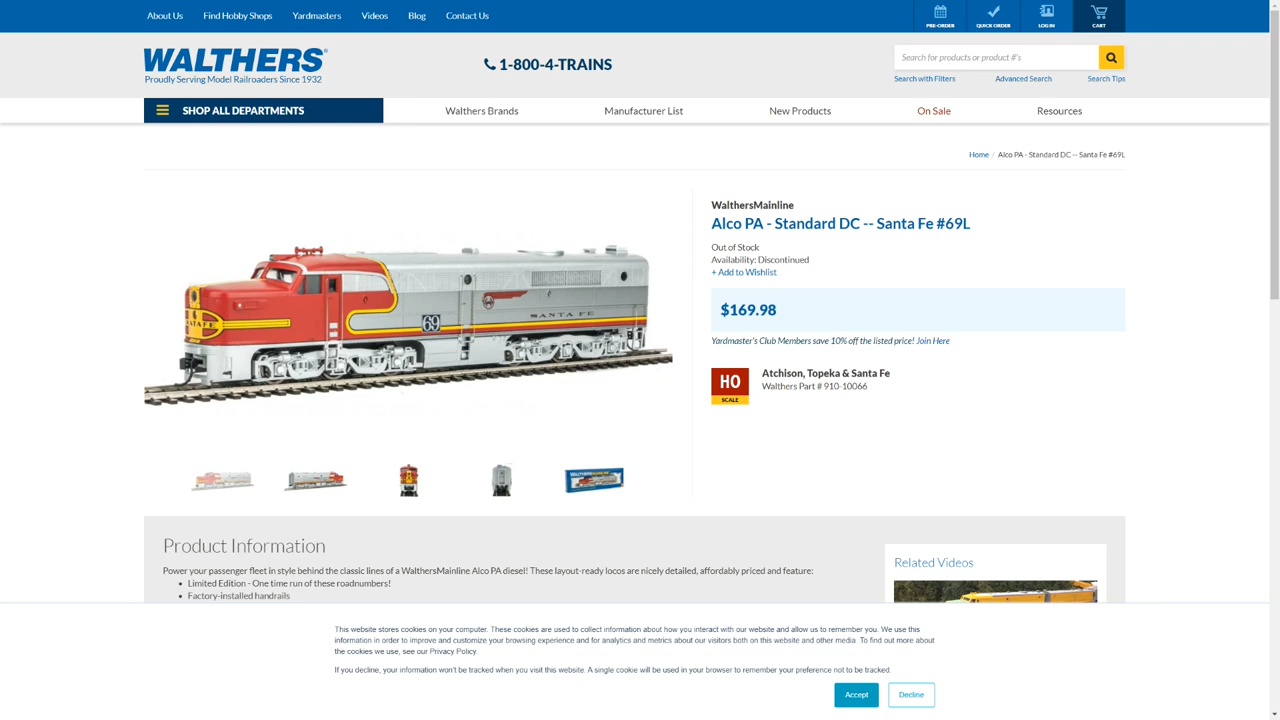 About Us
Find Hobby Shops
Yardmasters
Videos
Blog
Contact Us
PRE-ORDER
QUICK ORDER
LOG IN
CART
WALTHERS®
Proudly Serving Model Railroaders Since 1932
1-800-4-TRAINS
Search for products or product #'s
Search with Filters
Advanced Search
Search Tips
SHOP ALL DEPARTMENTS
Walthers Brands
Manufacturer List
New Products
On Sale
Resources
Home / Alco PA - Standard DC -- Santa Fe #69L
SANTA FE
69
SANTA FE
WalthersMainline
Alco PA - Standard DC -- Santa Fe #69L
Out of Stock
Availability: Discontinued
+ Add to Wishlist
$169.98
Yardmaster's Club Members save 10% off the listed price! Join Here
HO
SCALE
Atchison, Topeka & Santa Fe
Walthers Part # 910-10066
Product Information
Power your passenger fleet in style behind the classic lines of a WalthersMainline Alco PA diesel! These layout-ready locos are nicely detailed, affordably priced and feature:
Limited Edition - One time run of these roadnumbers!
Factory-installed handrails
Related Videos
This website stores cookies on your computer. These cookies are used to collect information about how you interact with our website and allow us to remember you. We use this
information in order to improve and customize your browsing experience and for analytics and metrics about our visitors both on this website and other media. To find out more about
the cookies we use, see our Privacy Policy.
If you decline, your information won't be tracked when you visit this website. A single cookie will be used in your browser to remember your preference not to be tracked.
Accept
Decline